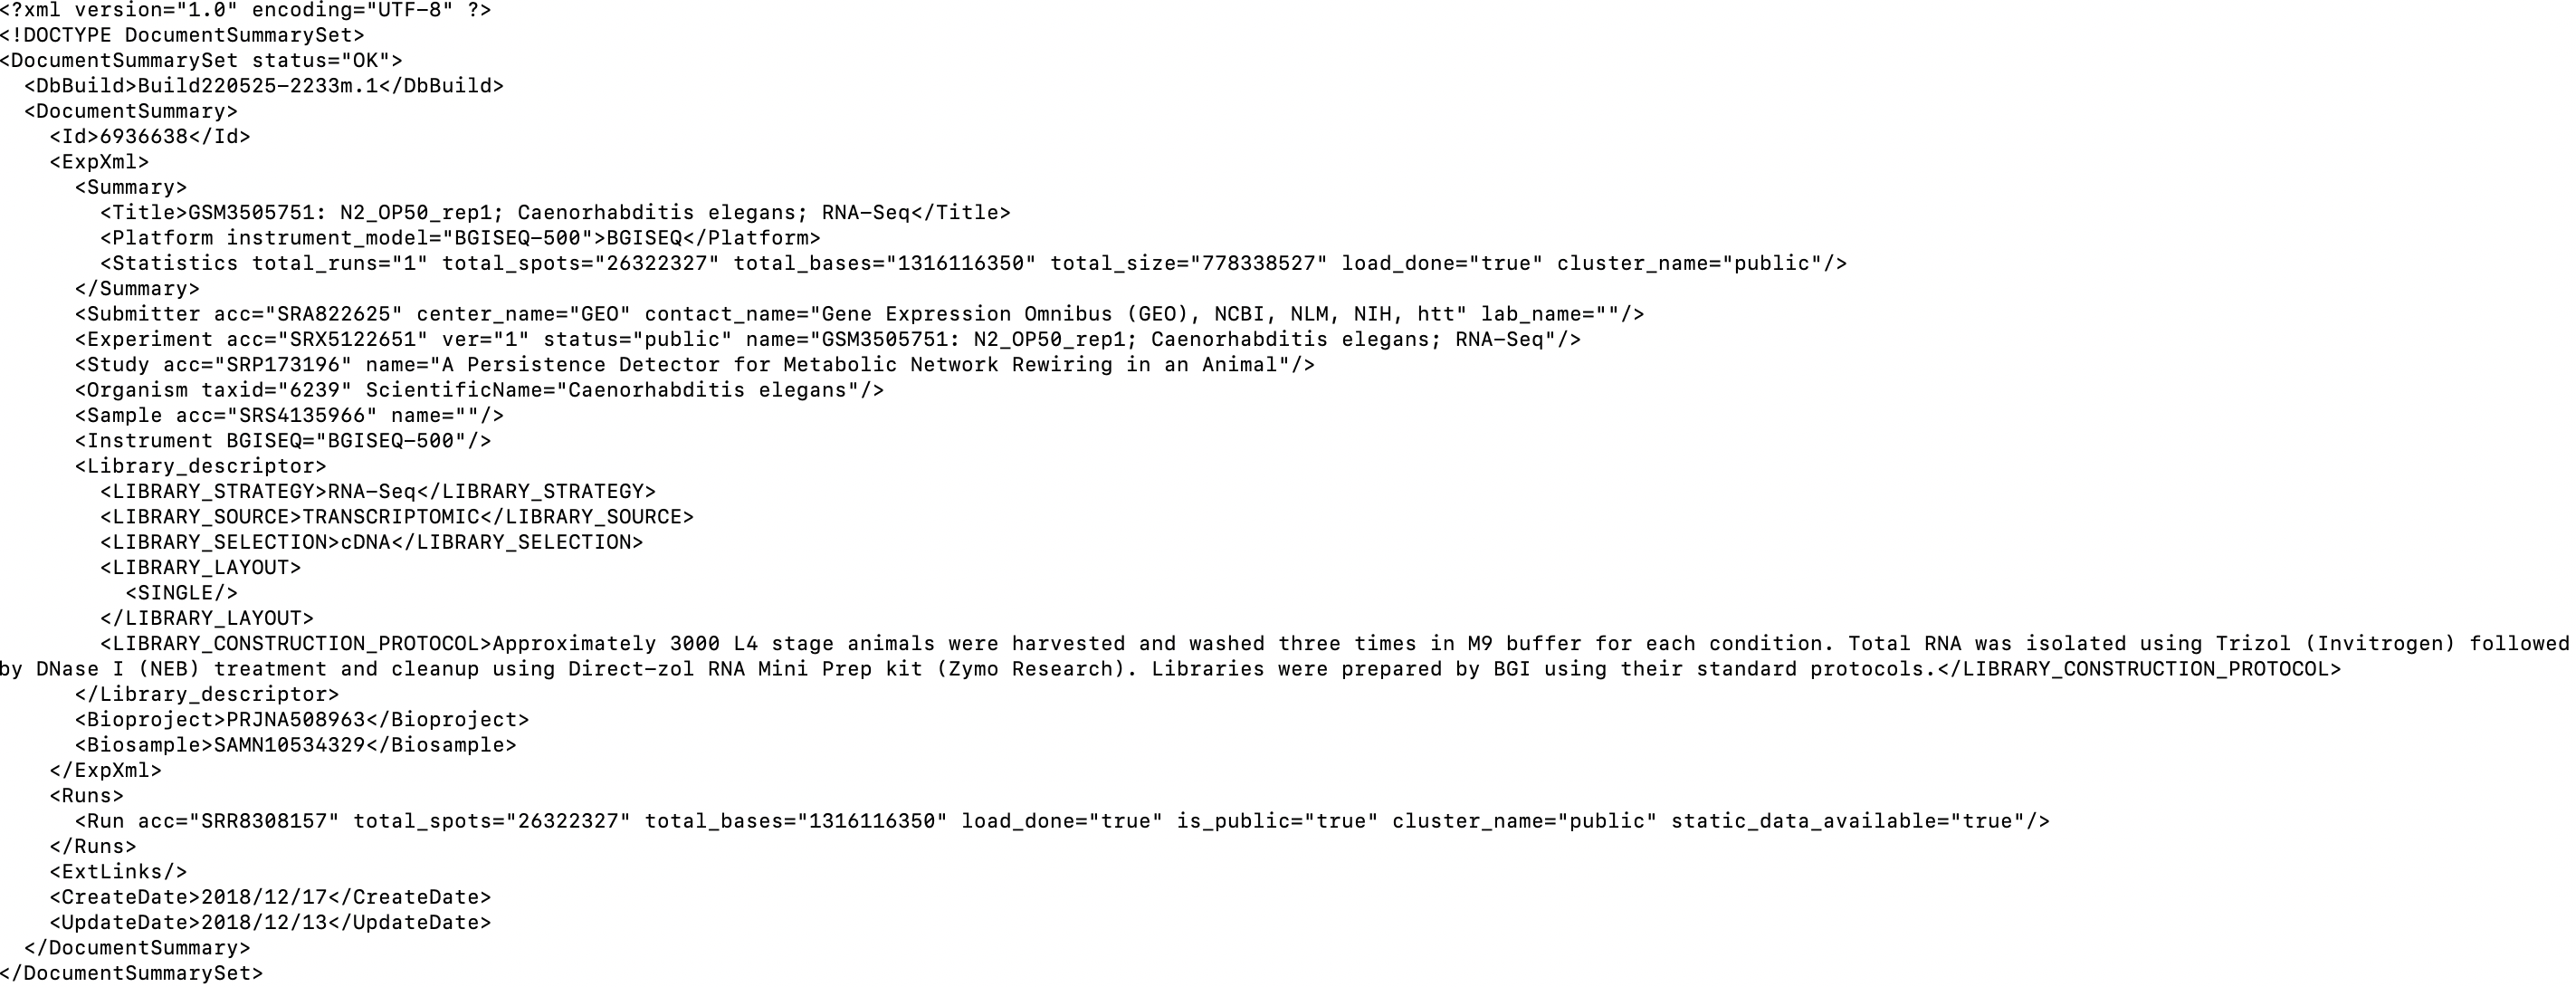 <?xml version="1.0" encoding="UTF-8" ?>
<!DOCTYPE DocumentSummarySet>
<DocumentSummarySet status="OK">
  <DbBuild>Build220525-2233m.1</DbBuild>
  <DocumentSummary>
    <Id>6936638</Id>
    <ExpXml>
      <Summary>
        <Title>GSM3505751: N2_OP50_rep1; Caenorhabditis elegans; RNA-Seq</Title>
        <Platform instrument_model="BGISEQ-500">BGISEQ</Platform>
        <Statistics total_runs="1" total_spots="26322327" total_bases="1316116350" total_size="778338527" load_done="true" cluster_name="public"/>
      </Summary>
      <Submitter acc="SRA822625" center_name="GEO" contact_name="Gene Expression Omnibus (GEO), NCBI, NLM, NIH, htt" lab_name=""/>
      <Experiment acc="SRX5122651" ver="1" status="public" name="GSM3505751: N2_OP50_rep1; Caenorhabditis elegans; RNA-Seq"/>
      <Study acc="SRP173196" name="A Persistence Detector for Metabolic Network Rewiring in an Animal"/>
      <Organism taxid="6239" ScientificName="Caenorhabditis elegans"/>
      <Sample acc="SRS4135966" name=""/>
      <Instrument BGISEQ="BGISEQ-500"/>
      <Library_descriptor>
        <LIBRARY_STRATEGY>RNA-Seq</LIBRARY_STRATEGY>
        <LIBRARY_SOURCE>TRANSCRIPTOMIC</LIBRARY_SOURCE>
        <LIBRARY_SELECTION>cDNA</LIBRARY_SELECTION>
        <LIBRARY_LAYOUT>
          <SINGLE/>
        </LIBRARY_LAYOUT>
        <LIBRARY_CONSTRUCTION_PROTOCOL>Approximately 3000 L4 stage animals were harvested and washed three times in M9 buffer for each condition. Total RNA was isolated using Trizol (Invitrogen) followed
by DNase I (NEB) treatment and cleanup using Direct-zol RNA Mini Prep kit (Zymo Research). Libraries were prepared by BGI using their standard protocols.</LIBRARY_CONSTRUCTION_PROTOCOL>
      </Library_descriptor>
      <Bioproject>PRJNA508963</Bioproject>
      <Biosample>SAMN10534329</Biosample>
    </ExpXml>
    <Runs>
      <Run acc="SRR8308157" total_spots="26322327" total_bases="1316116350" load_done="true" is_public="true" cluster_name="public" static_data_available="true"/>
    </Runs>
    <ExtLinks/>
    <CreateDate>2018/12/17</CreateDate>
    <UpdateDate>2018/12/13</UpdateDate>
  </DocumentSummary>
</DocumentSummarySet>